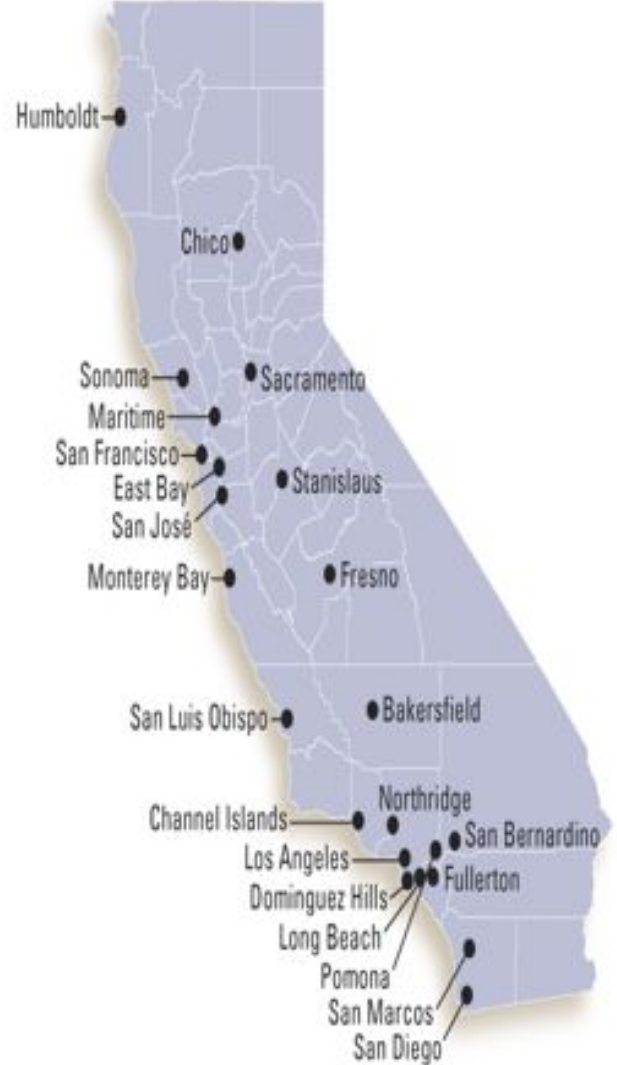 Humboldt
Chico
Sonoma
Sacramento
Maritime
San Francisco
East Bay
Stanislaus
San José
Monterey Bay
Fresno
San Luis Obispo
Bakersfield
Northridge
Channel Islands
San Bernardino
Los Angeles
Fullerton
Dominguez Hills
Long Beach
Pomona
San Marcos
San Diego